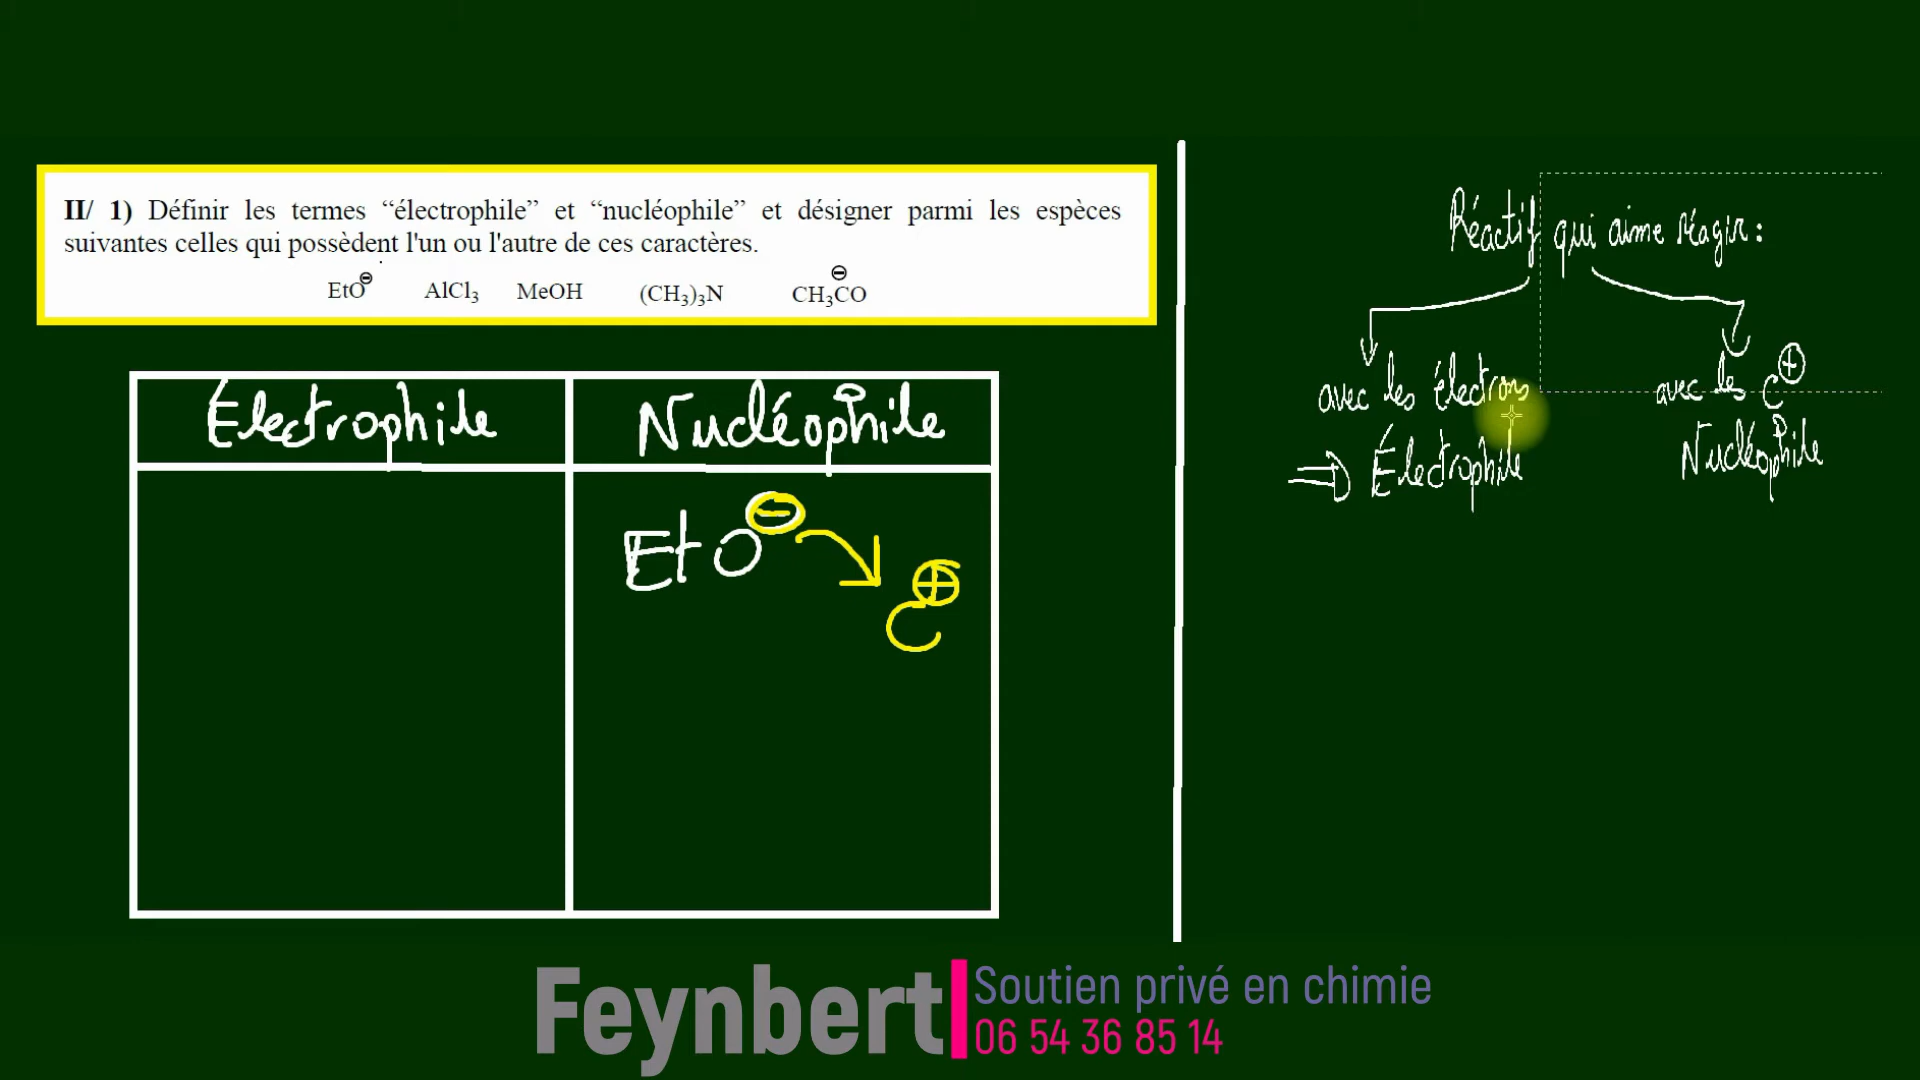 II/ 1) Définir les termes “électrophile” et “nucléophile” et désigner parmi les espèces
suivantes celles qui possèdent l'un ou l'autre de ces caractères.
EtO⊖ AlCl₃ MeOH (CH₃)₃N CH₃CO⊖
Électrophile Nucléophile
EtO⊖
C⊕
Réactif qui aime réagir :
avec les électrons avec les C⊕
⇒ Électrophile Nucléophile
Feynbert
Soutien privé en chimie
06 54 36 85 14